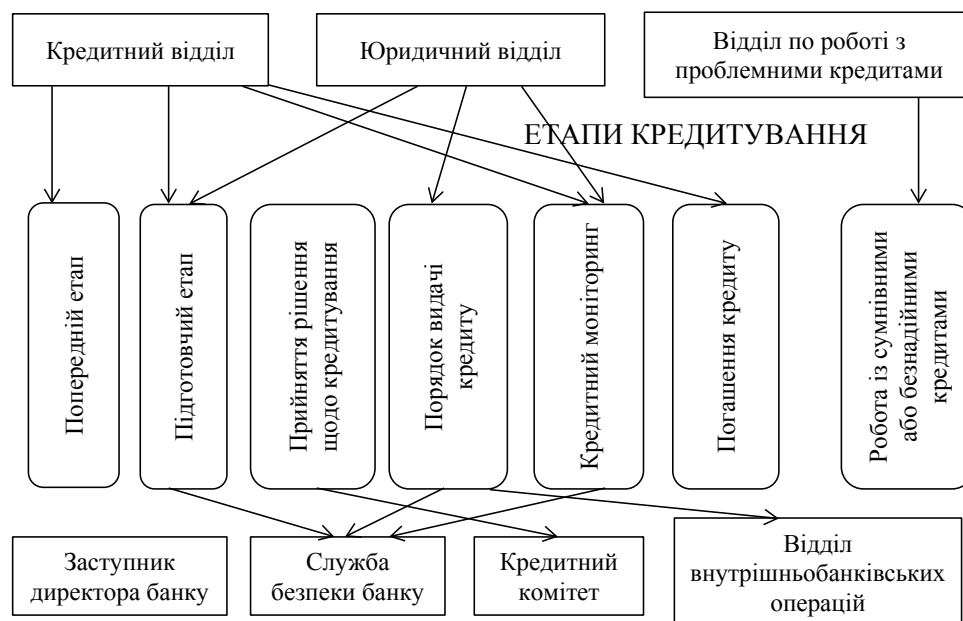 Кредитний відділ
Юридичний відділ
Відділ по роботі з
проблемними кредитами
ЕТАПИ КРЕДИТУВАННЯ
Попередній етап
Підготовчий етап
Прийняття рішення
щодо кредитування
Порядок видачі
кредиту
Кредитний моніторинг
Погашення кредиту
Робота із сумнівними
або безнадійними
кредитами
Заступник
директора банку
Служба
безпеки банку
Кредитний
комітет
Відділ
внутрішньобанківських
операцій